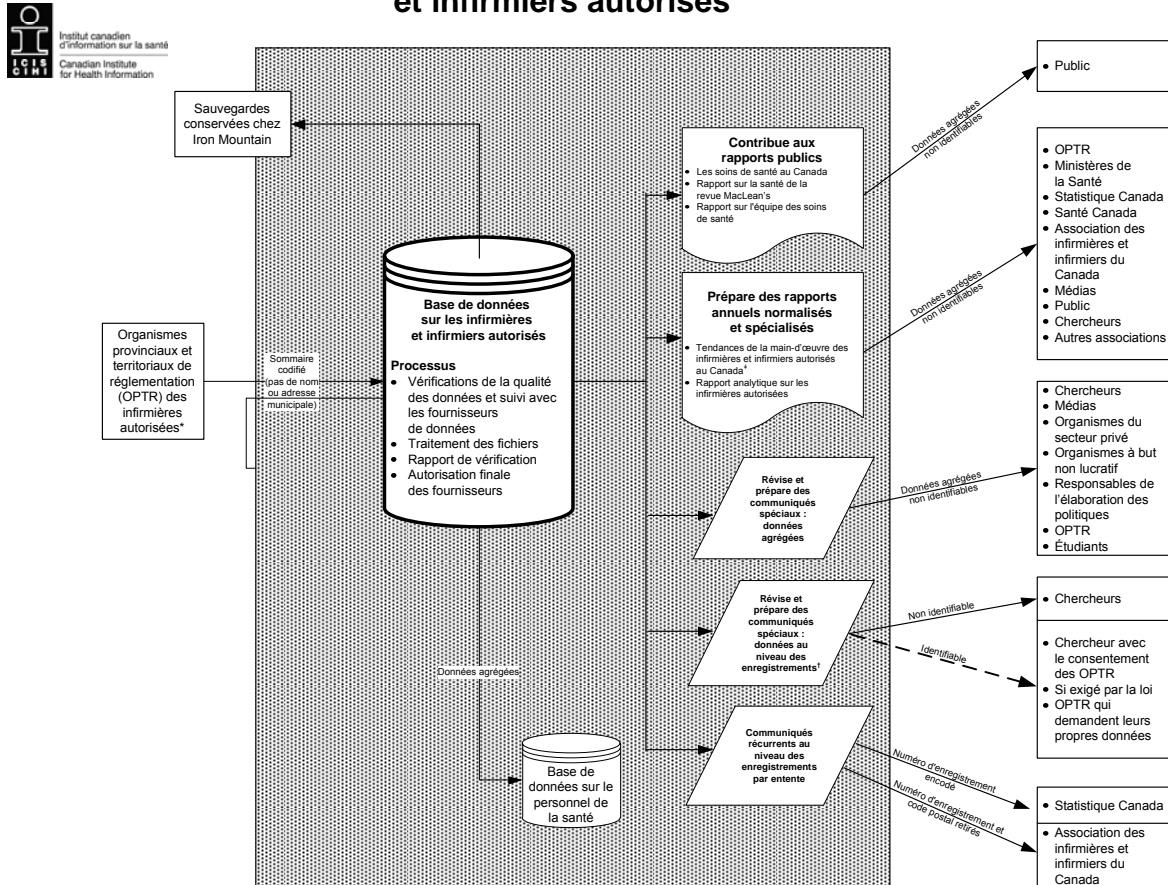 et infirmiers autorisés
Institut canadien
d'information sur la santé
Canadian Institute
for Health Information
ICIS
CIHI
Sauvegardes
conservées chez
Iron Mountain
Organismes
provinciaux et
territoriaux de
réglementation
(OPTR) des
infirmières
autorisées*
Sommaire
codifié
(pas de nom
ou adresse
municipale)
Base de données
sur les infirmières
et infirmiers autorisés
Processus
• Vérifications de la qualité
des données et suivi avec
les fournisseurs
de données
• Traitement des fichiers
• Rapport de vérification
• Autorisation finale
des fournisseurs
Données agrégées
Base de
données sur le
personnel de
la santé
Contribue aux
rapports publics
• Les soins de santé au Canada
• Rapport sur la santé de la
revue MacLean's
• Rapport sur l'équipe des soins
de santé
Données agrégées
non identifiables
• Public
Prépare des rapports
annuels normalisés
et spécialisés
• Tendances de la main-d'œuvre des
infirmières et infirmiers autorisés
au Canada‡
• Rapport analytique sur les
infirmières autorisées
Données agrégées
non identifiables
• OPTR
• Ministères de
la Santé
• Statistique Canada
• Santé Canada
• Association des
infirmières et
infirmiers du
Canada
• Médias
• Public
• Chercheurs
• Autres associations
Révise et
prépare des
communiqués
spéciaux :
données
agrégées
Données agrégées
non identifiables
• Chercheurs
• Médias
• Organismes du
secteur privé
• Organismes à but
non lucratif
• Responsables de
l'élaboration des
politiques
• OPTR
• Étudiants
Révise et
prépare des
communiqués
spéciaux :
données au
niveau des
enregistrements†
Non identifiable
• Chercheurs
Identifiable
• Chercheur avec
le consentement
des OPTR
• Si exigé par la loi
• OPTR qui
demandent leurs
propres données
Communiqués
récurrents au
niveau des
enregistrements
par entente
Numéro d'enregistrement
encodé
• Statistique Canada
Numéro d'enregistrement et
code postal retirés
• Association des
infirmières et
infirmiers du
Canada